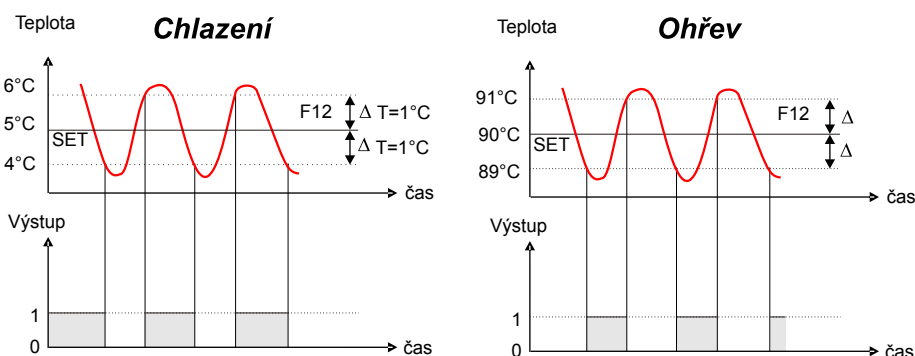 Teplota
Chlazení
6°C
F12
Δ T=1°C
5°C
SET
Δ T=1°C
4°C
čas
Výstup
1
0
čas
Teplota
Ohřev
91°C
F12
Δ
90°C
SET
Δ
89°C
čas
Výstup
1
0
čas